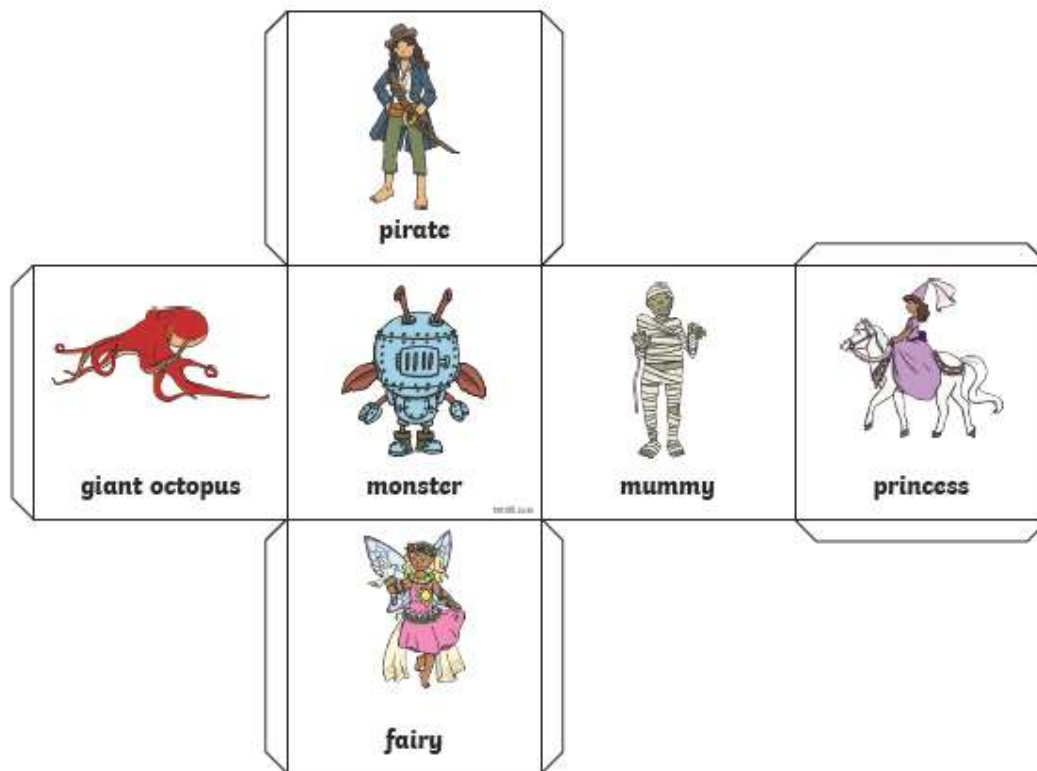 pirate
giant octopus
monster
mummy
princess
fairy